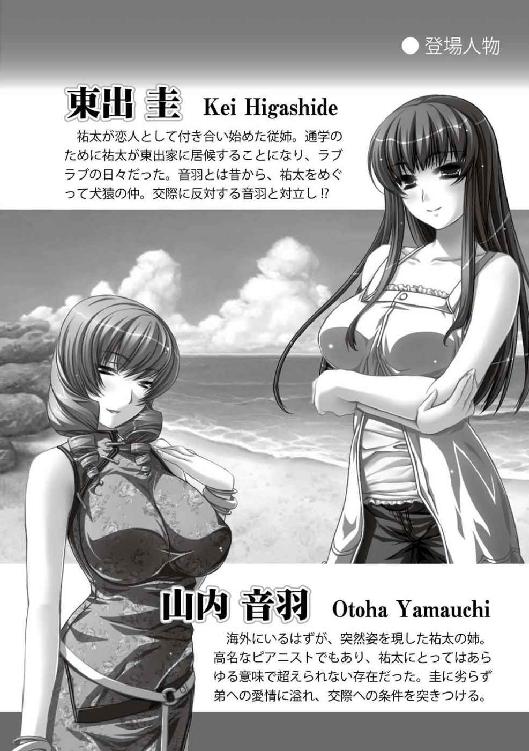 ● 登場人物
東出 圭 Kei Higashide
祐太が恋人として付き合い始めた従姉。通学の
ために祐太が東出家に居候することになり、ラブ
ラブの日々だった。音羽とは昔から、祐太をめぐ
って犬猿の仲。交際に反対する音羽と対立し!?
山内 音羽 Otoha Yamauchi
海外にいるはずが、突然姿を現した祐太の姉。
高名なピアニストでもあり、祐太にとってはあら
ゆる意味で超えられない存在だった。圭に劣らず
弟への愛情に溢れ、交際への条件を突きつける。